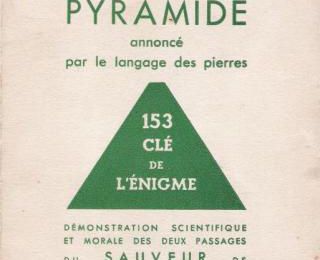 PYRAMIDE
annoncé
par le langage des pierres
153
CLÉ
DE
L'ÉNIGME
DÉMONSTRATION SCIENTIFIQUE
ET MORALE DES DEUX PASSAGES
DU SAUVEUR DE